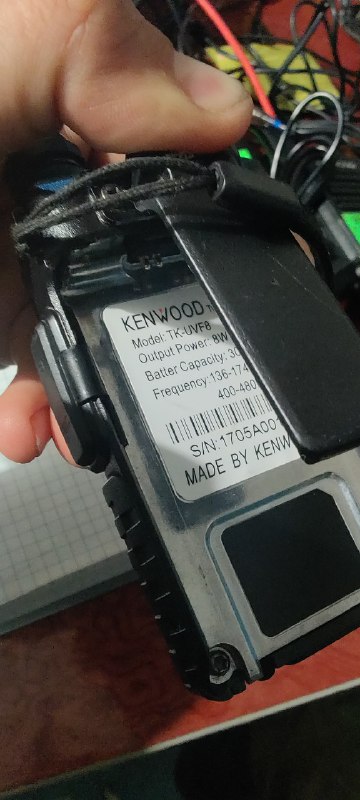 KENWOOD
Model: TK-UVF8
Output Power: 8W
Batter Capacity: 3
Frequency:136-174
400-480
S/N:1705A00
MADE BY KENW